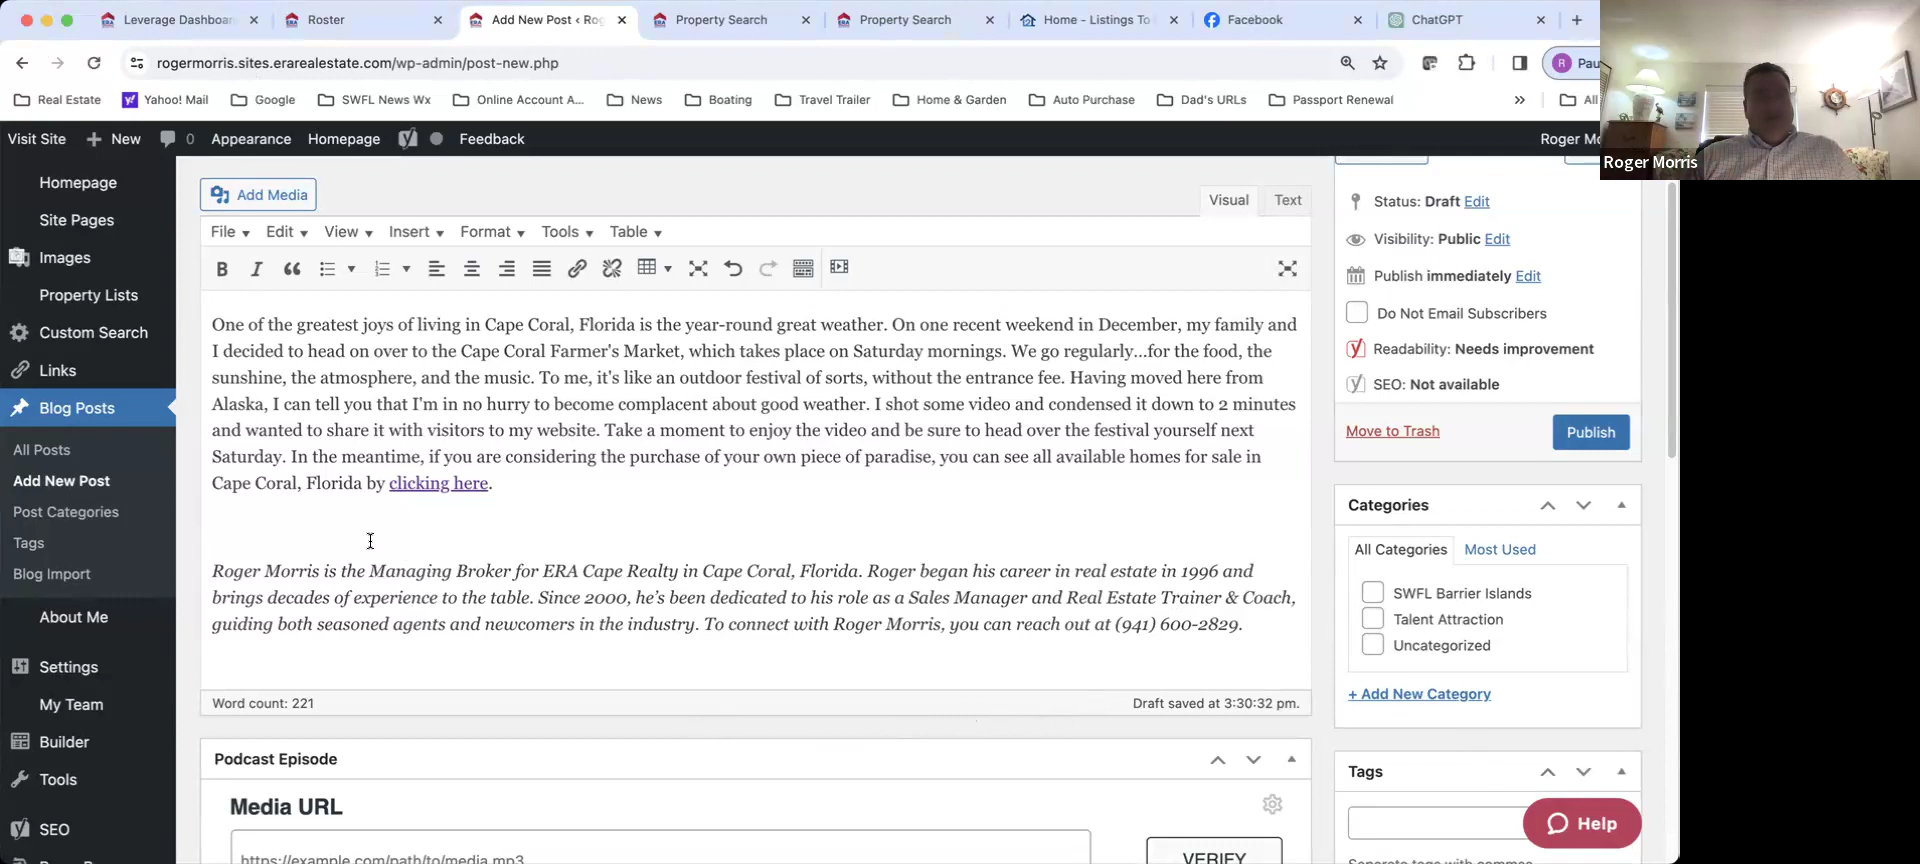 Leverage Dashboar
Roster
Add New Post ‹ Rog
Property Search
Property Search
Home - Listings To
Facebook
ChatGPT
rogermorris.sites.erarealestate.com/wp-admin/post-new.php
R Pau
Real Estate Yahoo! Mail Google SWFL News Wx Online Account A... News Boating Travel Trailer Home & Garden Auto Purchase Dad's URLs Passport Renewal » All
Visit Site + New 0 Appearance Homepage Feedback Roger Mo
Roger Morris
Homepage
Site Pages
Images
Property Lists
Custom Search
Links
Blog Posts
All Posts
Add New Post
Post Categories
Tags
Blog Import
About Me
Settings
My Team
Builder
Tools
SEO
Add Media
Visual Text
File Edit View Insert Format Tools Table
One of the greatest joys of living in Cape Coral, Florida is the year-round great weather. On one recent weekend in December, my family and
I decided to head on over to the Cape Coral Farmer's Market, which takes place on Saturday mornings. We go regularly...for the food, the
sunshine, the atmosphere, and the music. To me, it's like an outdoor festival of sorts, without the entrance fee. Having moved here from
Alaska, I can tell you that I'm in no hurry to become complacent about good weather. I shot some video and condensed it down to 2 minutes
and wanted to share it with visitors to my website. Take a moment to enjoy the video and be sure to head over the festival yourself next
Saturday. In the meantime, if you are considering the purchase of your own piece of paradise, you can see all available homes for sale in
Cape Coral, Florida by clicking here.
Roger Morris is the Managing Broker for ERA Cape Realty in Cape Coral, Florida. Roger began his career in real estate in 1996 and
brings decades of experience to the table. Since 2000, he's been dedicated to his role as a Sales Manager and Real Estate Trainer & Coach,
guiding both seasoned agents and newcomers in the industry. To connect with Roger Morris, you can reach out at (941) 600-2829.
Word count: 221
Draft saved at 3:30:32 pm.
Podcast Episode
Media URL
https://example.com/path/to/media.mp3
VERIFY
Status: Draft Edit
Visibility: Public Edit
Publish immediately Edit
Do Not Email Subscribers
Readability: Needs improvement
SEO: Not available
Move to Trash
Publish
Categories
All Categories Most Used
SWFL Barrier Islands
Talent Attraction
Uncategorized
+ Add New Category
Tags
Help
Separate tags with commas